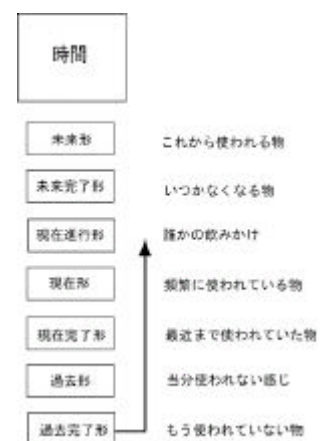 時間
未来形 これから使われる物
未来完了形 いつかなくなる物
現在進行形 誰かの飲みかけ
現在形 頻繁に使われている物
現在完了形 最近まで使われていた物
過去形 当分使われない感じ
過去完了形 もう使われていない物